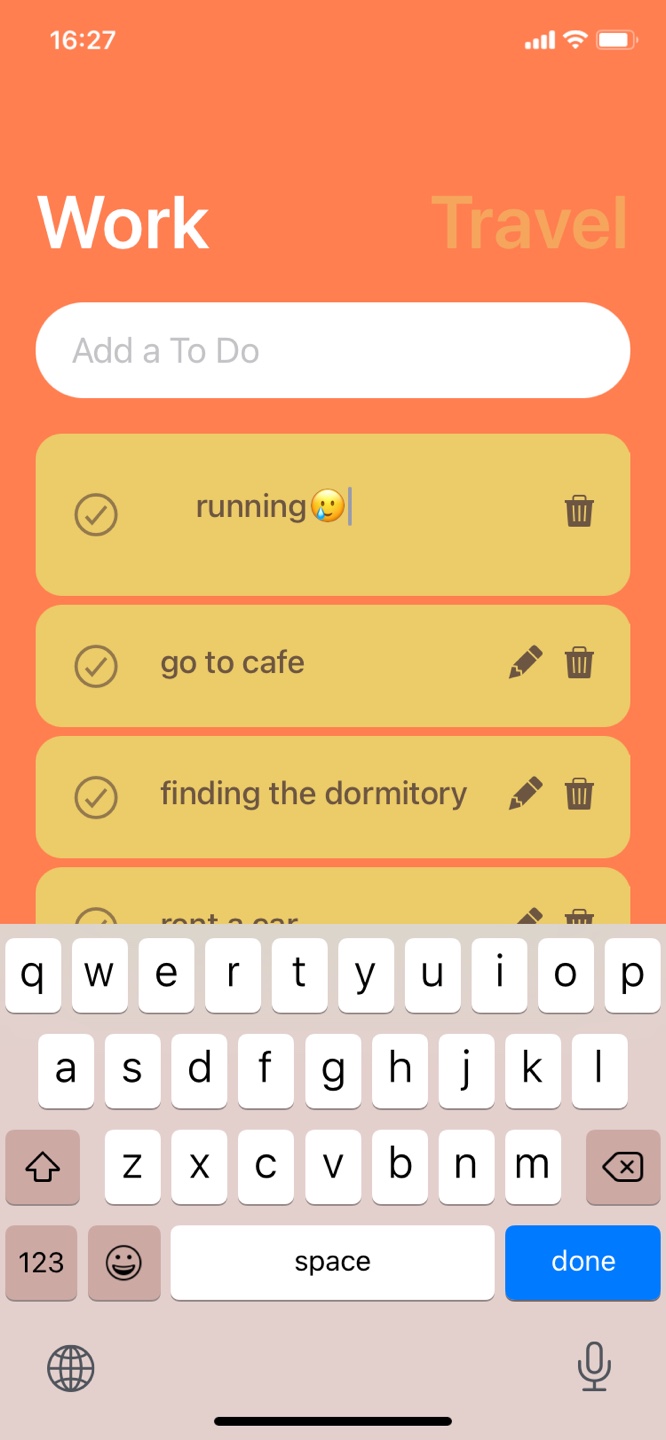 16:27
Work Travel
Add a To Do
running🥲
go to cafe
finding the dormitory
rent a car
q w e r t y u i o p
a s d f g h j k l
z x c v b n m
123 space done